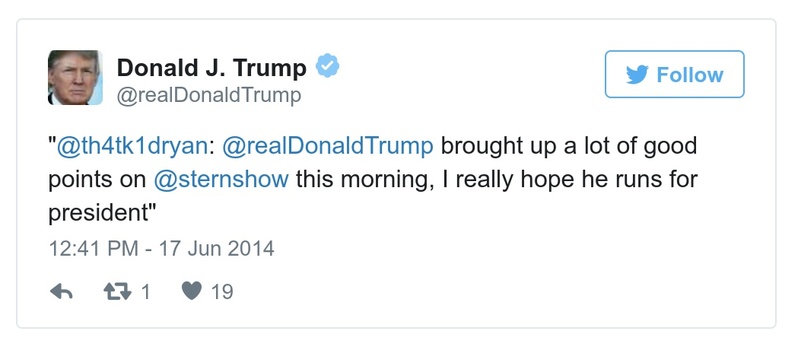 Donald J. Trump
@realDonaldTrump
Follow
"@th4tk1dryan: @realDonaldTrump brought up a lot of good
points on @sternshow this morning, I really hope he runs for
president"
12:41 PM - 17 Jun 2014
1 19